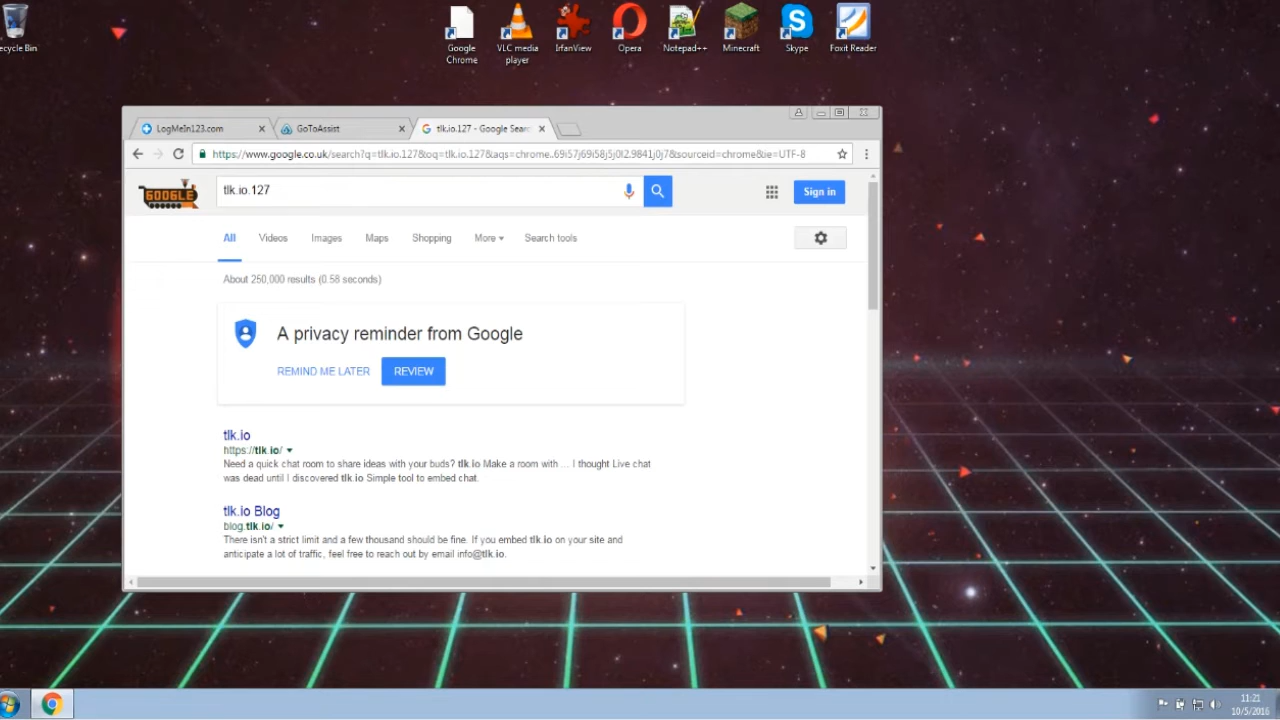 ecycle Bin
Google Chrome
VLC media player
IrfanView
Opera
Notepad++
Minecraft
Skype
Foxit Reader
LogMeIn123.com
GoToAssist
tlk.io.127 - Google Searc
https://www.google.co.uk/search?q=tlk.io.127&oq=tlk.io.127&aqs=chrome..69i57j69i58j5j0l2.9841j0j7&sourceid=chrome&ie=UTF-8
GOOGLE
tlk.io.127
Sign in
All Videos Images Maps Shopping More Search tools
About 250,000 results (0.58 seconds)
A privacy reminder from Google
REMIND ME LATER REVIEW
tlk.io
https://tlk.io/
Need a quick chat room to share ideas with your buds? tlk.io Make a room with ... I thought Live chat
was dead until I discovered tlk.io Simple tool to embed chat.
tlk.io Blog
blog.tlk.io/
There isn't a strict limit and a few thousand should be fine. If you embed tlk.io on your site and
anticipate a lot of traffic, feel free to reach out by email info@tlk.io.
11:21
10/5/2016